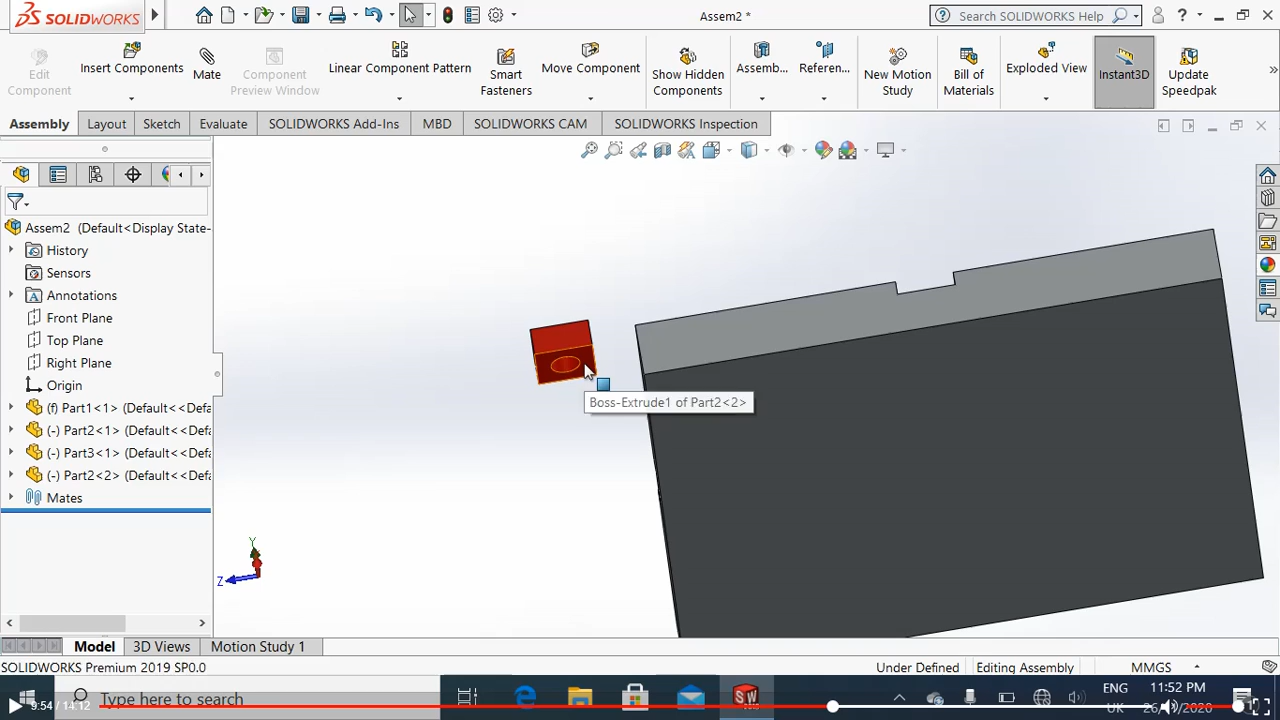 SOLIDWORKS
Assem2 *
Search SOLIDWORKS Help
?
Edit Component
Insert Components
Mate
Component Preview Window
Linear Component Pattern
Smart Fasteners
Move Component
Show Hidden Components
Assemb...
Referen...
New Motion Study
Bill of Materials
Exploded View
Instant3D
Update Speedpak
Assembly
Layout
Sketch
Evaluate
SOLIDWORKS Add-Ins
MBD
SOLIDWORKS CAM
SOLIDWORKS Inspection
Assem2 (Default<Display State-
History
Sensors
Annotations
Front Plane
Top Plane
Right Plane
Origin
(f) Part1<1> (Default<<Defa
(-) Part2<1> (Default<<Defa
(-) Part3<1> (Default<<Defa
(-) Part2<2> (Default<<Defa
Mates
Boss-Extrude1 of Part2<2>
Y
Z
Model
3D Views
Motion Study 1
SOLIDWORKS Premium 2019 SP0.0
Under Defined
Editing Assembly
MMGS
Type here to search
ENG
UK
11:52 PM
9:54 / 14:12